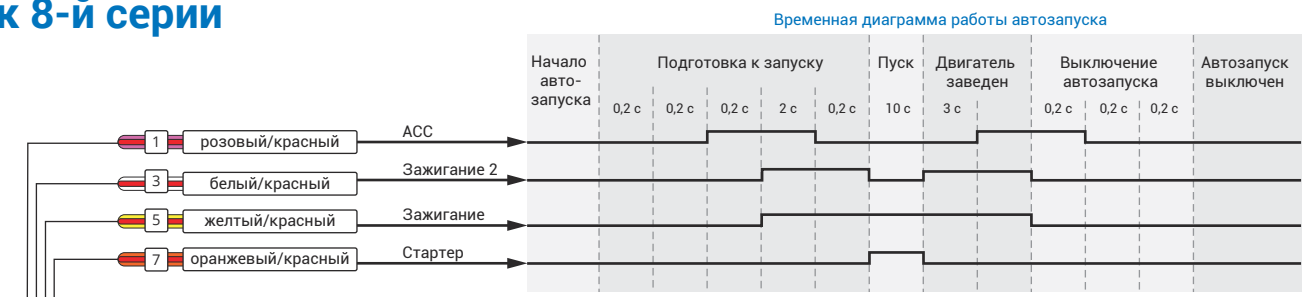 к 8-й серии
Временная диаграмма работы автозапуска
Начало
авто-
запуска
Подготовка к запуску
Пуск
Двигатель
заведен
Выключение
автозапуска
Автозапуск
выключен
0,2 с 0,2 с 0,2 с 2 с 0,2 с 10 с 3 с 0,2 с 0,2 с 0,2 с
1 розовый/красный ACC
3 белый/красный Зажигание 2
5 желтый/красный Зажигание
7 оранжевый/красный Стартер